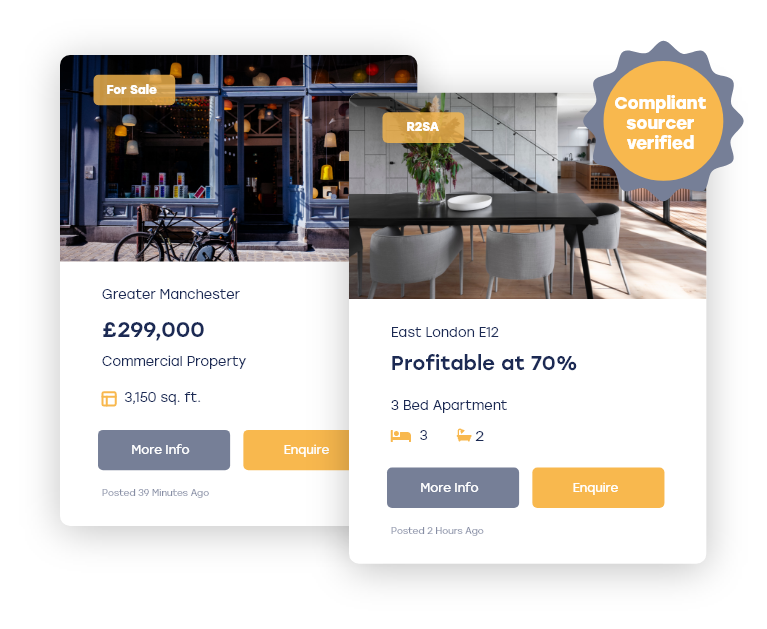 For Sale
Greater Manchester
£299,000
Commercial Property
3,150 sq. ft.
More Info
Enquire
Posted 39 Minutes Ago
R2SA
Compliant
sourcer
verified
East London E12
Profitable at 70%
3 Bed Apartment
3 2
More Info
Enquire
Posted 2 Hours Ago